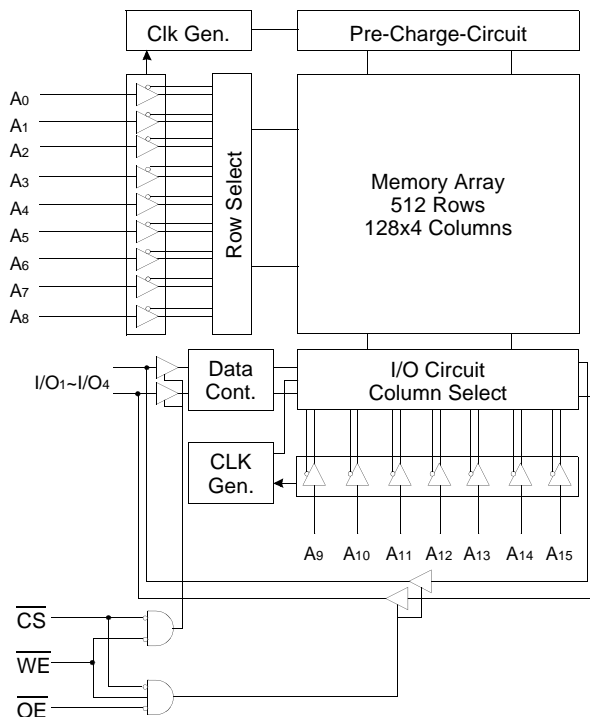 Clk Gen.
Pre-Charge-Circuit
A0
A1
A2
A3
A4
A5
A6
A7
A8
Row Select
Memory Array
512 Rows
128x4 Columns
I/O1~I/O4
Data
Cont.
I/O Circuit
Column Select
CLK
Gen.
A9 A10 A11 A12 A13 A14 A15
CS
WE
OE